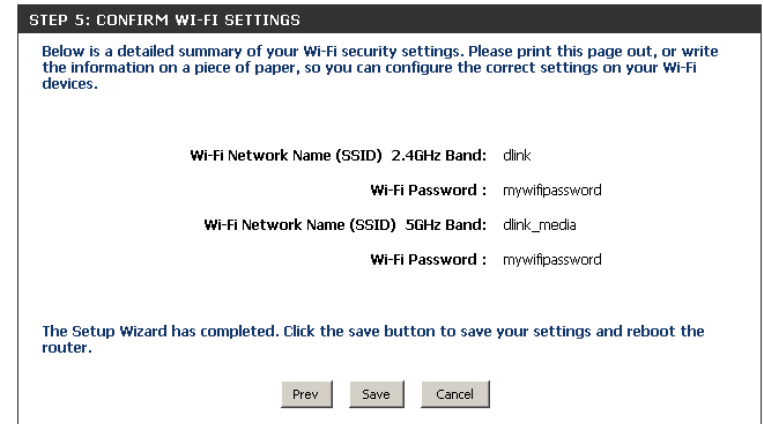 STEP 5: CONFIRM WI-FI SETTINGS
Below is a detailed summary of your Wi-Fi security settings. Please print this page out, or write
the information on a piece of paper, so you can configure the correct settings on your Wi-Fi
devices.
Wi-Fi Network Name (SSID) 2.4GHz Band: dlink
Wi-Fi Password : mywifipassword
Wi-Fi Network Name (SSID) 5GHz Band: dlink_media
Wi-Fi Password : mywifipassword
The Setup Wizard has completed. Click the save button to save your settings and reboot the
router.
Prev Save Cancel